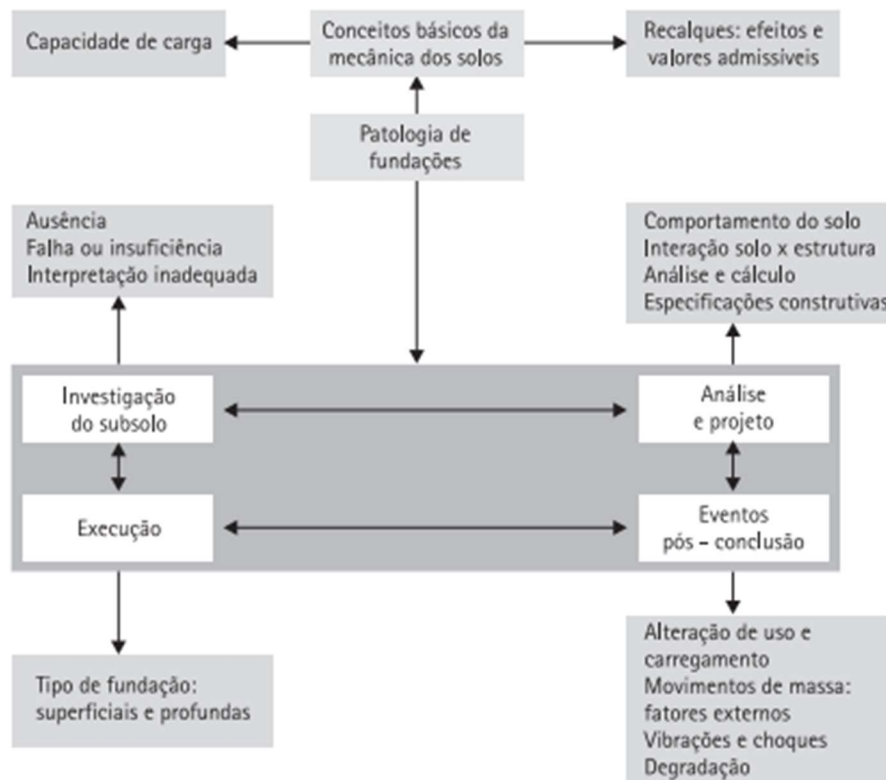 Capacidade de carga
Conceitos básicos da
mecânica dos solos
Recalques: efeitos e
valores admissíveis
Patologia de
fundações
Ausência
Falha ou insuficiência
Interpretação inadequada
Comportamento do solo
Interação solo x estrutura
Análise e cálculo
Especificações construtivas
Investigação
do subsolo
Análise
e projeto
Execução
Eventos
pós – conclusão
Tipo de fundação:
superficiais e profundas
Alteração de uso e
carregamento
Movimentos de massa:
fatores externos
Vibrações e choques
Degradação